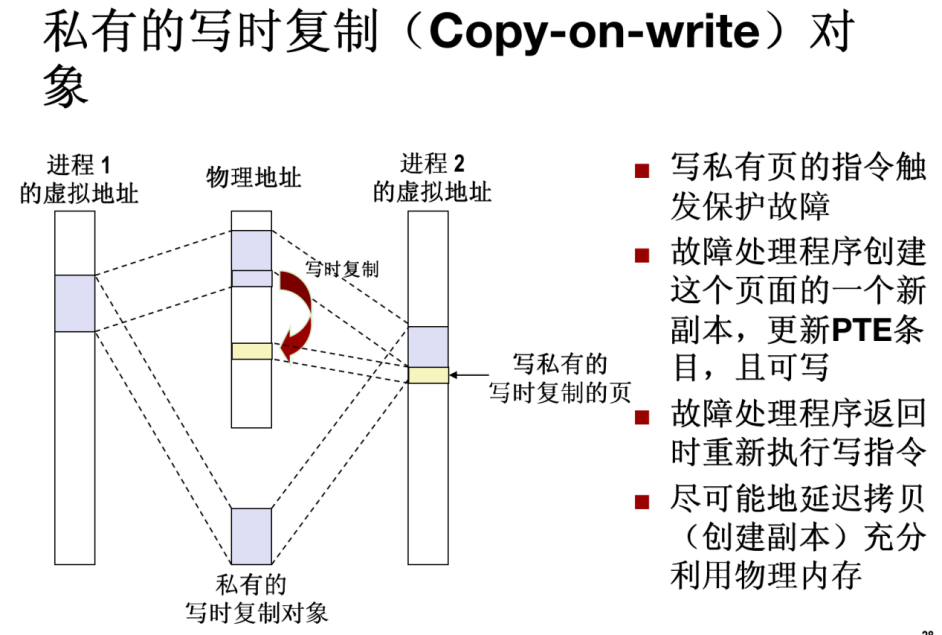 私有的写时复制（Copy-on-write）对
象
进程 1
的虚拟地址
物理地址
进程 2
的虚拟地址
写时复制
写私有的
写时复制的页
私有的
写时复制对象
■ 写私有页的指令触
发保护故障
■ 故障处理程序创建
这个页面的一个新
副本，更新PTE条
目，且可写
■ 故障处理程序返回
时重新执行写指令
■ 尽可能地延迟拷贝
（创建副本）充分
利用物理内存